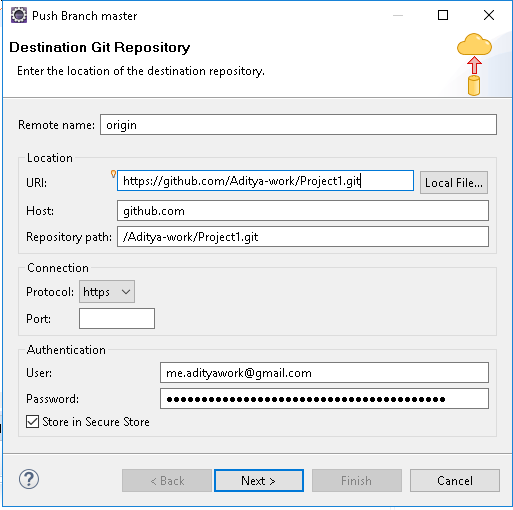 Push Branch master
Destination Git Repository
Enter the location of the destination repository.
Remote name: origin
Location
URI: https://github.com/Aditya-work/Project1.git Local File...
Host: github.com
Repository path: /Aditya-work/Project1.git
Connection
Protocol: https
Port:
Authentication
User: me.adityawork@gmail.com
Password: ●●●●●●●●●●●●●●●●●●●●●●●●●●●●●●●●●●●●●●●●
Store in Secure Store
? < Back Next > Finish Cancel